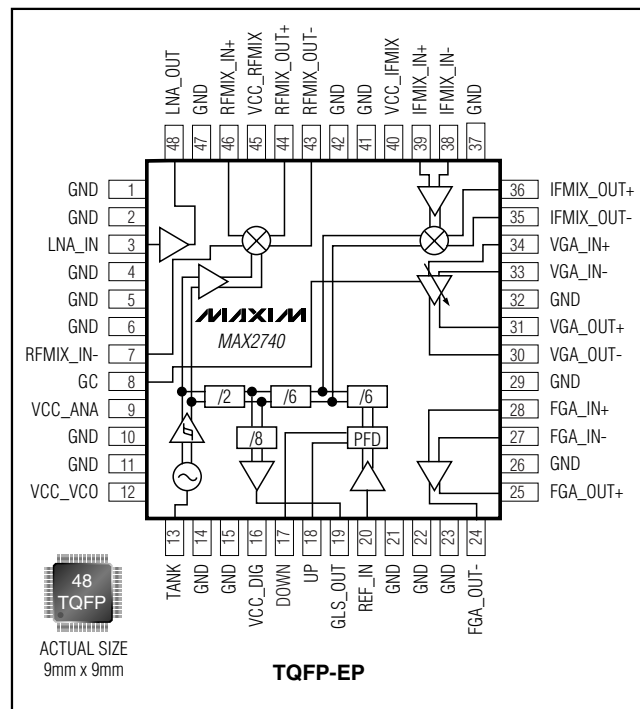 LNA_OUT
GND
RFMIX_IN+
VCC_RFMIX
RFMIX_OUT+
RFMIX_OUT-
GND
GND
VCC_IFMIX
IFMIX_IN+
IFMIX_IN-
GND
48 47 46 45 44 43 42 41 40 39 38 37
GND 1
GND 2
LNA_IN 3
GND 4
GND 5
GND 6
RFMIX_IN- 7
GC 8
VCC_ANA 9
GND 10
GND 11
VCC_VCO 12
MAXIM
MAX2740
/2 /6 /6
/8 PFD
36 IFMIX_OUT+
35 IFMIX_OUT-
34 VGA_IN+
33 VGA_IN-
32 GND
31 VGA_OUT+
30 VGA_OUT-
29 GND
28 FGA_IN+
27 FGA_IN-
26 GND
25 FGA_OUT+
13 14 15 16 17 18 19 20 21 22 23 24
TANK
GND
GND
VCC_DIG
DOWN
UP
GLS_OUT
REF_IN
GND
GND
GND
FGA_OUT-
48
TQFP
ACTUAL SIZE
9mm x 9mm
TQFP-EP